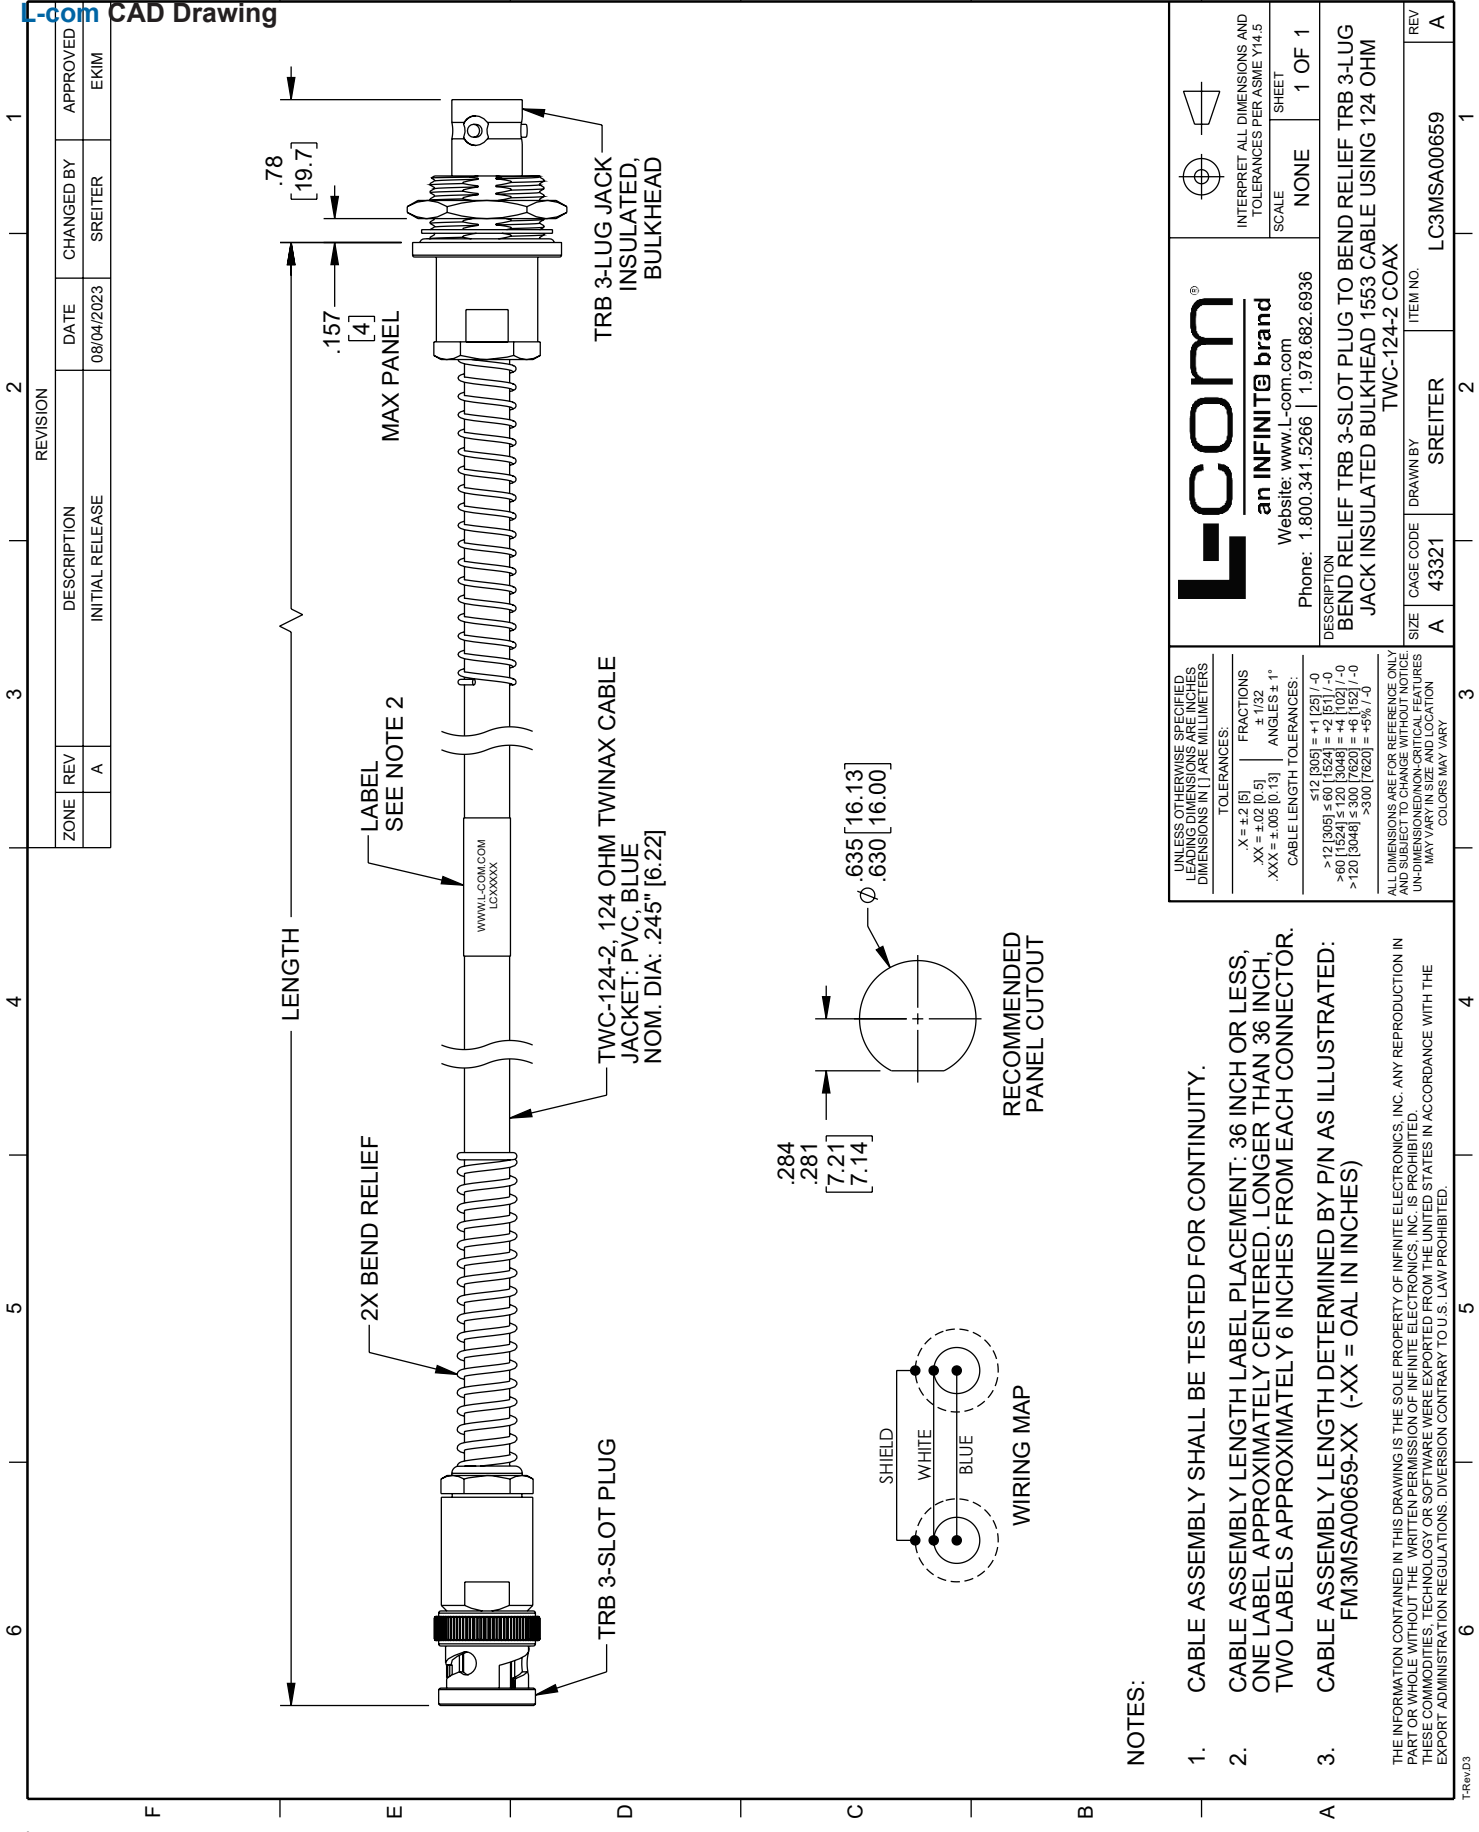 L-com CAD Drawing
REVISION
ZONE REV DESCRIPTION DATE CHANGED BY APPROVED
A INITIAL RELEASE 08/04/2023 SREITER EKIM
6 5 4 3 2 1
F
E
D
C
B
A
LENGTH
.78
[19.7]
.157
[4]
MAX PANEL
2X BEND RELIEF
LABEL
SEE NOTE 2
WWW.L-COM.COM
LCXXXXX
TRB 3-SLOT PLUG
TWC-124-2, 124 OHM TWINAX CABLE
JACKET: PVC, BLUE
NOM. DIA: .245" [6.22]
TRB 3-LUG JACK
INSULATED,
BULKHEAD
SHIELD
WHITE
BLUE
WIRING MAP
.284
.281
[7.21]
[7.14]
Ø .635 [16.13]
.630 [16.00]
RECOMMENDED
PANEL CUTOUT
NOTES:
1. CABLE ASSEMBLY SHALL BE TESTED FOR CONTINUITY.
2. CABLE ASSEMBLY LENGTH LABEL PLACEMENT: 36 INCH OR LESS,
ONE LABEL APPROXIMATELY CENTERED. LONGER THAN 36 INCH,
TWO LABELS APPROXIMATELY 6 INCHES FROM EACH CONNECTOR.
3. CABLE ASSEMBLY LENGTH DETERMINED BY P/N AS ILLUSTRATED:
FM3MSA00659-XX (-XX = OAL IN INCHES)
THE INFORMATION CONTAINED IN THIS DRAWING IS THE SOLE PROPERTY OF INFINITE ELECTRONICS, INC. ANY REPRODUCTION IN
PART OR WHOLE WITHOUT THE WRITTEN PERMISSION OF INFINITE ELECTRONICS, INC. IS PROHIBITED.
THESE COMMODITIES, TECHNOLOGY OR SOFTWARE WERE EXPORTED FROM THE UNITED STATES IN ACCORDANCE WITH THE
EXPORT ADMINISTRATION REGULATIONS. DIVERSION CONTRARY TO U.S. LAW PROHIBITED.
UNLESS OTHERWISE SPECIFIED
LEADING DIMENSIONS ARE INCHES
DIMENSIONS IN [ ] ARE MILLIMETERS
TOLERANCES:
.X = ±.2 [5] FRACTIONS
.XX = ±.02 [0.5] ± 1/32
.XXX = ±.005 [0.13] ANGLES ± 1°
CABLE LENGTH TOLERANCES:
≤12 [305] = +1 [25] / -0
>12 [305] ≤ 60 [1524] = +2 [51] / -0
>60 [1524] ≤ 120 [3048] = +4 [102] / -0
>120 [3048] ≤ 300 [7620] = +6 [152] / -0
>300 [7620] = +5% / -0
ALL DIMENSIONS ARE FOR REFERENCE ONLY
AND SUBJECT TO CHANGE WITHOUT NOTICE.
UN-DIMENSIONED/NON-CRITICAL FEATURES
MAY VARY IN SIZE AND LOCATION
COLORS MAY VARY
L-com®
an INFINITE brand
Website: www.L-com.com
Phone: 1.800.341.5266 | 1.978.682.6936
INTERPRET ALL DIMENSIONS AND
TOLERANCES PER ASME Y14.5
SCALE SHEET
NONE 1 OF 1
DESCRIPTION
BEND RELIEF TRB 3-SLOT PLUG TO BEND RELIEF TRB 3-LUG
JACK INSULATED BULKHEAD 1553 CABLE USING 124 OHM
TWC-124-2 COAX
SIZE CAGE CODE DRAWN BY ITEM NO. REV
A 43321 SREITER LC3MSA00659 A
6 5 4 3 2 1
T-Rev.D3